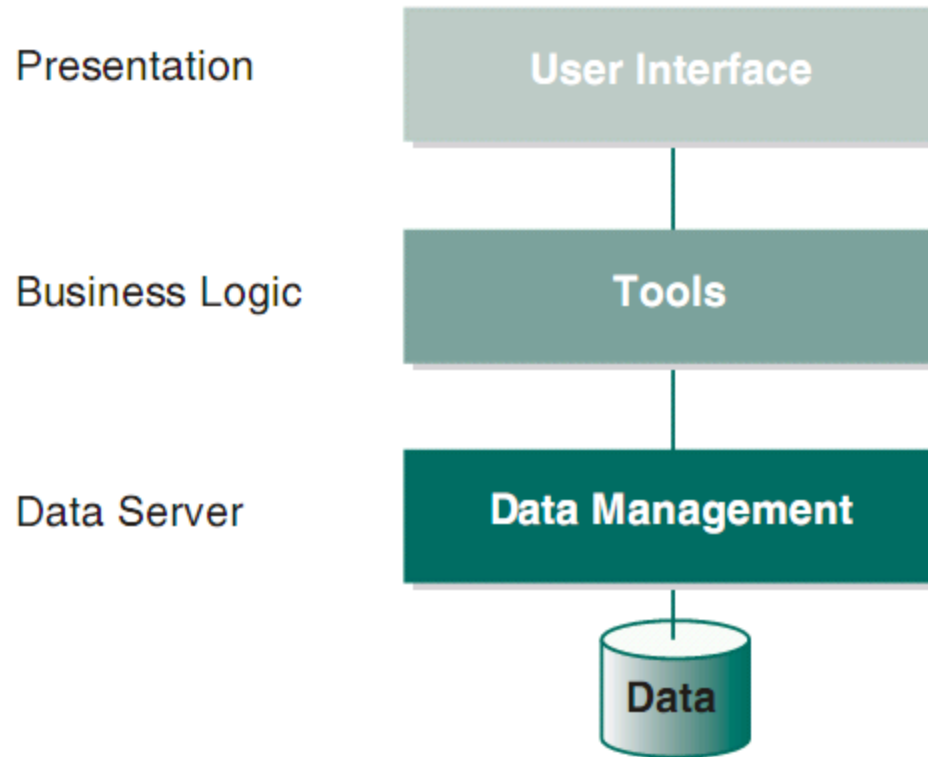 Presentation
User Interface
Business Logic
Tools
Data Server
Data Management
Data